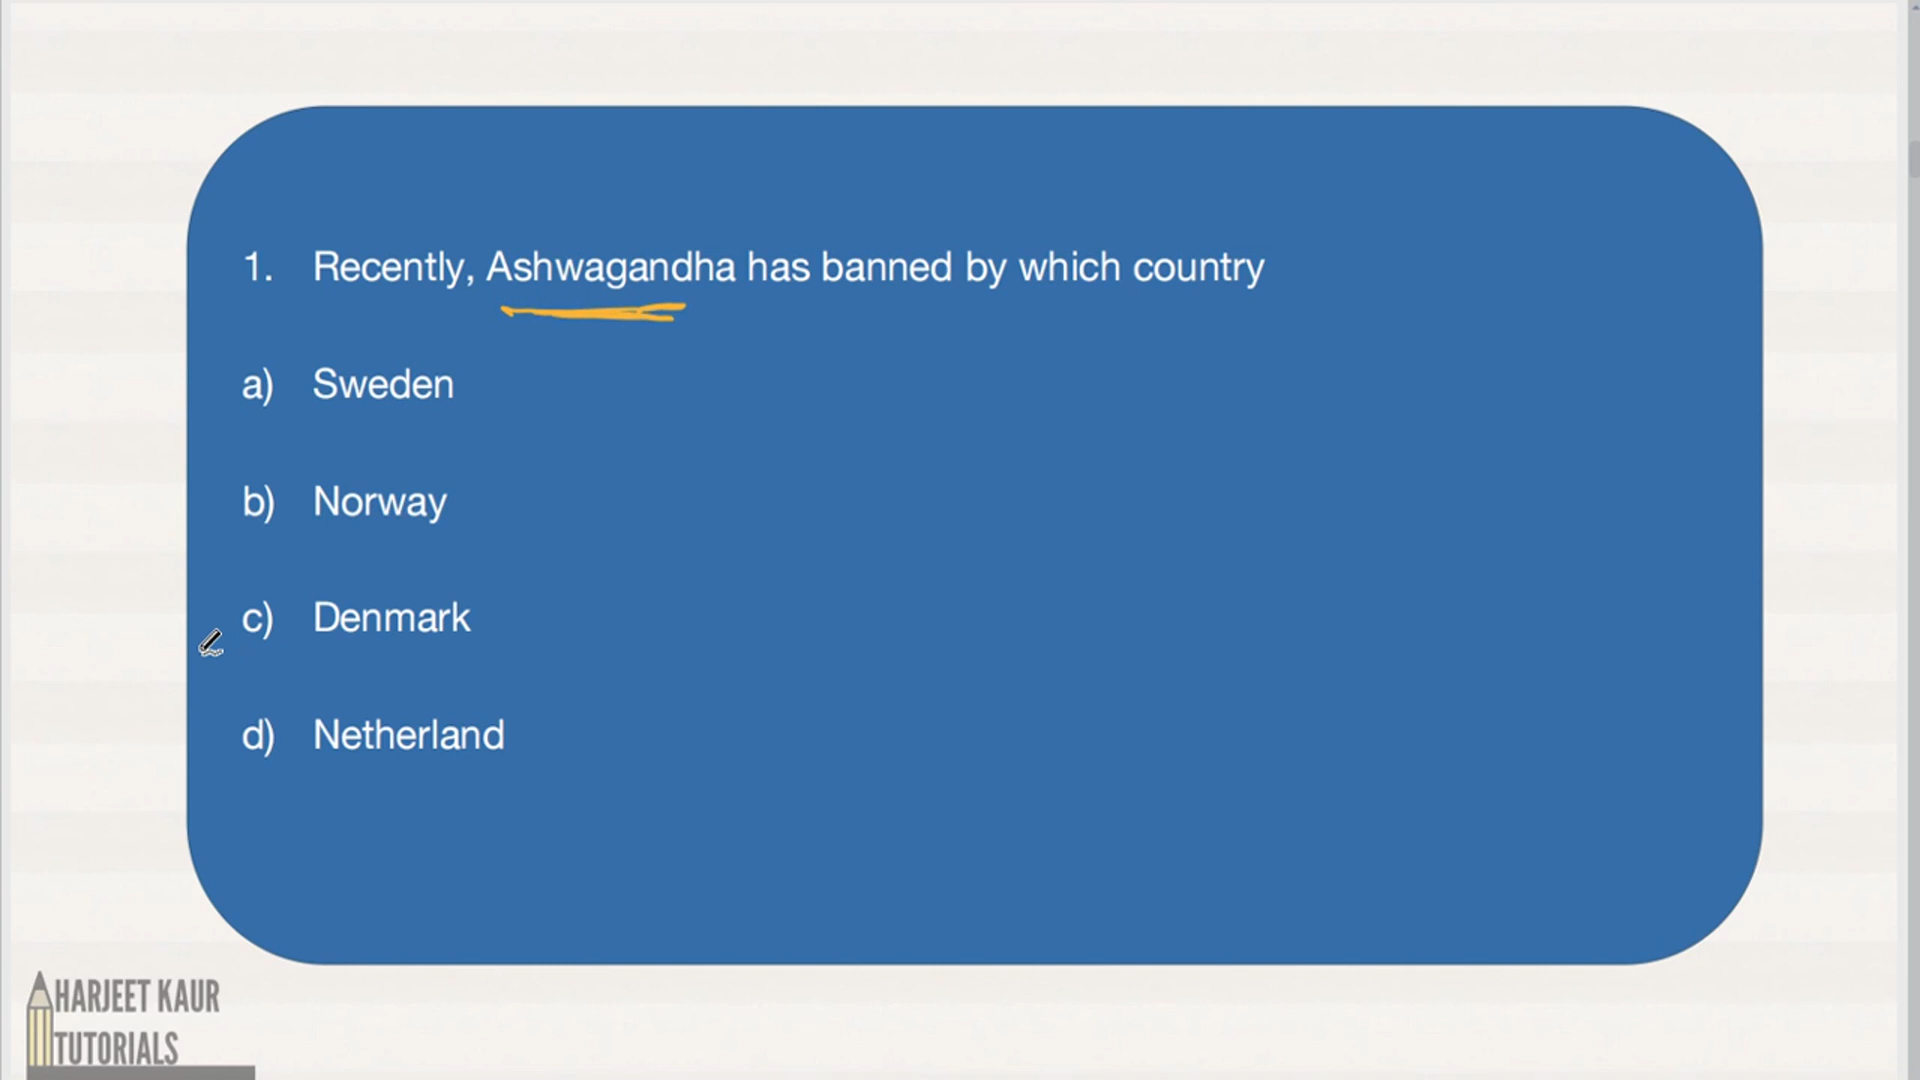 1. Recently, Ashwagandha has banned by which country
a) Sweden
b) Norway
c) Denmark
d) Netherland
HARJEET KAUR
TUTORIALS